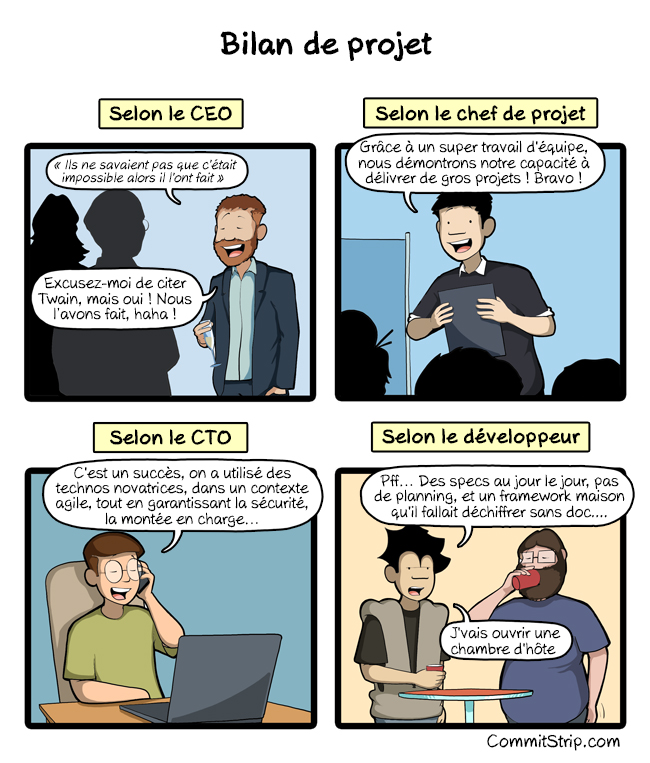 Bilan de projet
Selon le CEO
« Ils ne savaient pas que c'était
impossible alors il l'ont fait »
Excusez-moi de citer
Twain, mais oui ! Nous
l'avons fait, haha !
Selon le chef de projet
Grâce à un super travail d'équipe,
nous démontrons notre capacité à
délivrer de gros projets ! Bravo !
Selon le CTO
C'est un succès, on a utilisé des
technos novatrices, dans un contexte
agile, tout en garantissant la sécurité,
la montée en charge...
Selon le développeur
Pff... Des specs au jour le jour, pas
de planning, et un framework maison
qu'il fallait déchiffrer sans doc....
J'vais ouvrir une
chambre d'hôte
CommitStrip.com